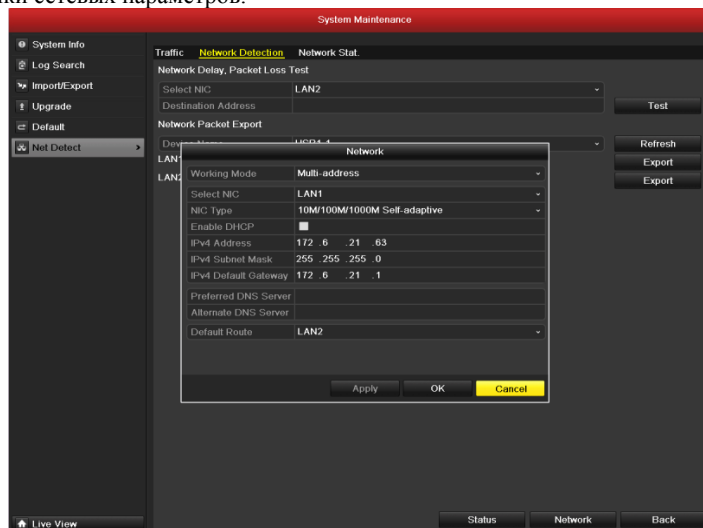 сетевых параметров.
System Maintenance
System Info
Log Search
Import/Export
Upgrade
Default
Net Detect
Live View
Traffic Network Detection Network Stat.
Network Delay, Packet Loss Test
Select NIC LAN2
Destination Address Test
Network Packet Export
Refresh
Export
Export
Network
Working Mode Multi-address
Select NIC LAN1
NIC Type 10M/100M/1000M Self-adaptive
Enable DHCP
IPv4 Address 172 .6 .21 .63
IPv4 Subnet Mask 255 .255 .255 .0
IPv4 Default Gateway 172 .6 .21 .1
Preferred DNS Server
Alternate DNS Server
Default Route LAN2
Apply OK Cancel
Status Network Back